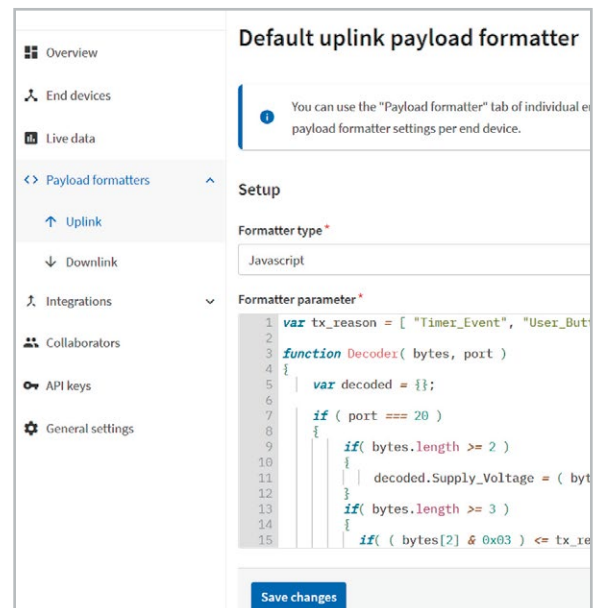 Overview
End devices
Live data
<> Payload formatters
Uplink
Downlink
Integrations
Collaborators
API keys
General settings
Default uplink payload formatter
You can use the "Payload formatter" tab of individual
payload formatter settings per end device.
Setup
Formatter type*
Javascript
Formatter parameter*
1 var tx_reason = [ "Timer_Event", "User_But
2
3 function Decoder( bytes, port )
4 {
5 var decoded = {};
6
7 if ( port === 20 )
8 {
9 if( bytes.length >= 2 )
10 {
11 decoded.Supply_Voltage = ( byt
12 }
13 if( bytes.length >= 3 )
14 {
15 if( ( bytes[2] & 0x03 ) <= tx_re
Save changes